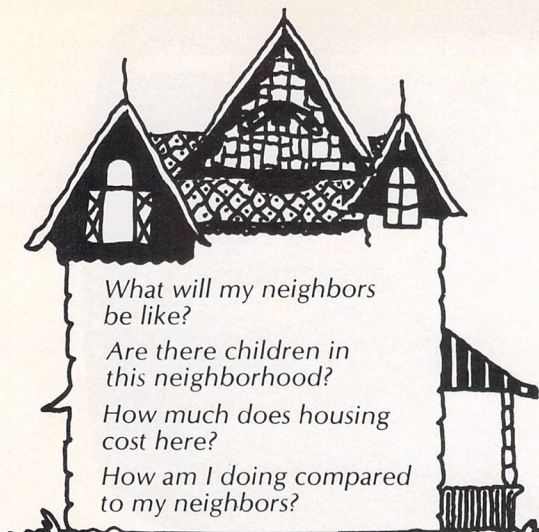 What will my neighbors
be like?
Are there children in
this neighborhood?
How much does housing
cost here?
How am I doing compared
to my neighbors?